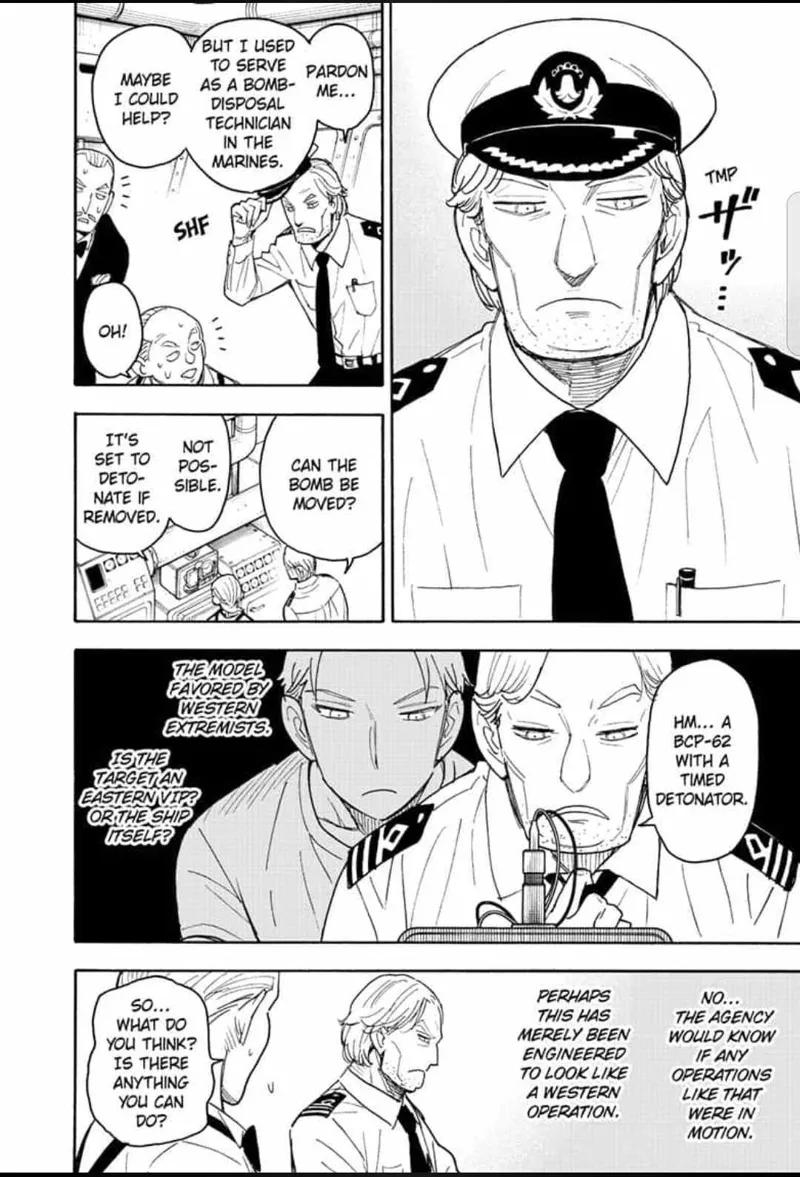 TMP
ザッ
PARDON
ME...
BUT I USED
TO SERVE
AS A BOMB-
DISPOSAL
TECHNICIAN
IN THE
MARINES.
MAYBE
I COULD
HELP?
SHF
OH!
CAN THE
BOMB BE
MOVED?
NOT
POS-
SIBLE.
IT'S
SET TO
DETO-
NATE IF
REMOVED.
HM... A
BCP-62
WITH A
TIMED
DETONATOR.
THE MODEL
FAVORED BY
WESTERN
EXTREMISTS.
IS THE
TARGET AN
EASTERN VIP?
OR THE SHIP
ITSELF?
NO...
THE AGENCY
WOULD KNOW
IF ANY
OPERATIONS
LIKE THAT
WERE IN
MOTION.
PERHAPS
THIS HAS
MERELY BEEN
ENGINEERED
TO LOOK LIKE
A WESTERN
OPERATION.
SO...
WHAT DO
YOU THINK?
IS THERE
ANYTHING
YOU CAN
DO?